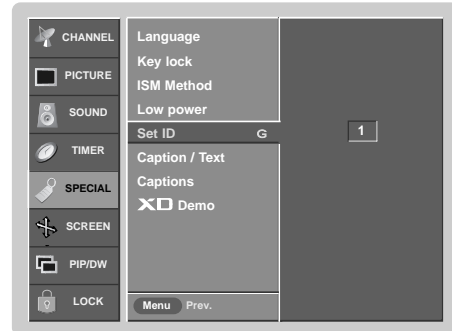 CHANNEL
PICTURE
SOUND
TIMER
SPECIAL
SCREEN
PIP/DW
LOCK
Language
Key lock
ISM Method
Low power
Set ID G
Caption / Text
Captions
XD Demo
Menu Prev.
1